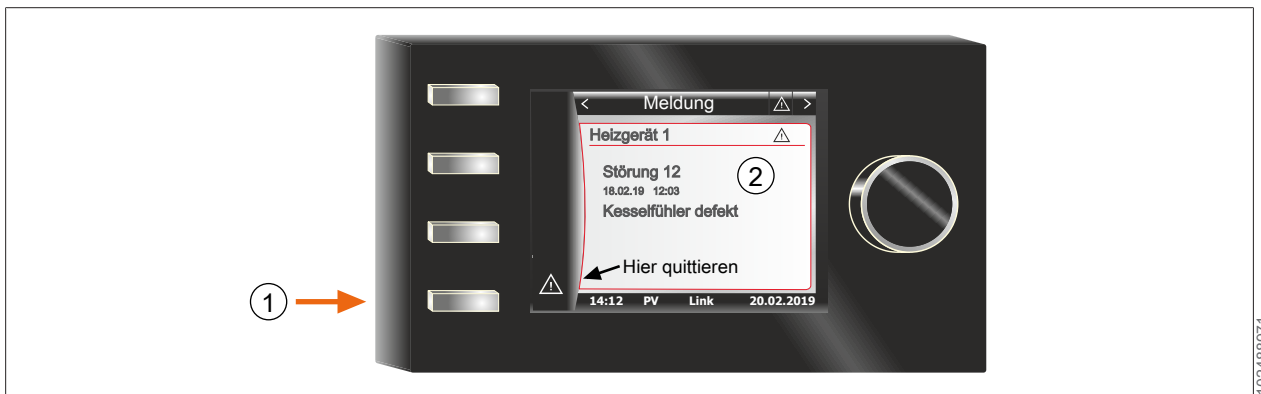 < Meldung >
Heizgerät 1
Störung 12
18.02.19 12:03
Kesselfühler defekt
2
Hier quittieren
14:12 PV Link 20.02.2019
1